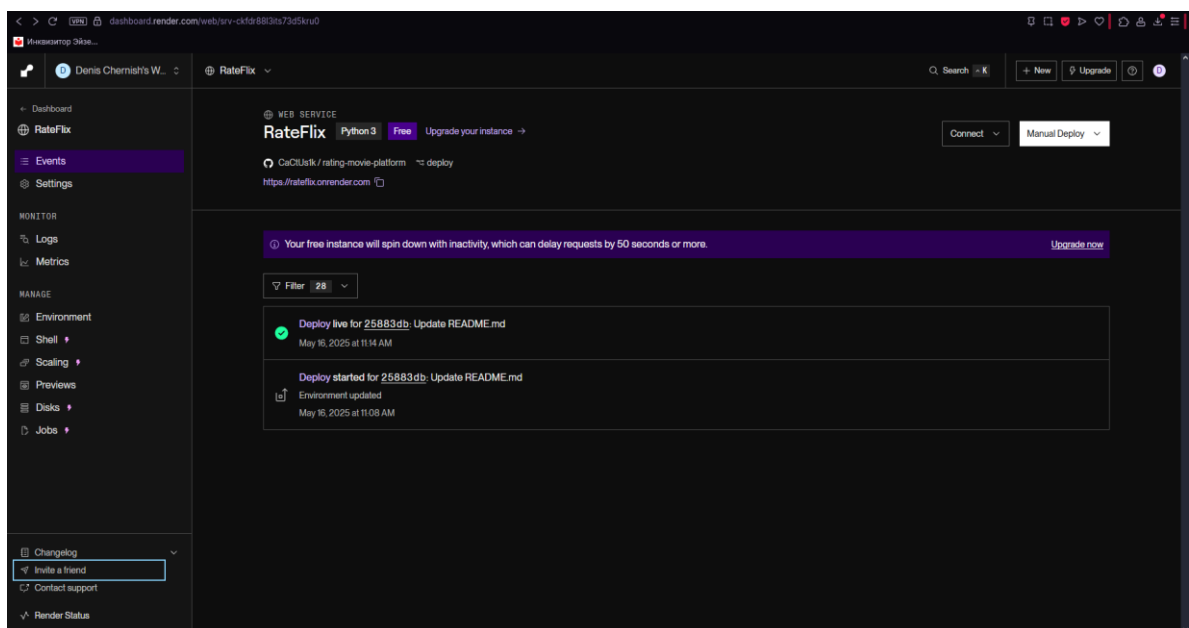 VPN dashboard.render.com/web/srv-ckfdr88l3its73d5kru0
Инквизитор Эйзе...
D Denis Chernish's W...
RateFlix
Search K
+ New
Upgrade
D
← Dashboard
RateFlix
Events
Settings
MONITOR
Logs
Metrics
MANAGE
Environment
Shell
Scaling
Previews
Disks
Jobs
Changelog
Invite a friend
Contact support
Render Status
WEB SERVICE
RateFlix Python 3 Free Upgrade your instance →
Connect
Manual Deploy
CaCtUs1k / rating-movie-platform deploy
https://rateflix.onrender.com
Your free instance will spin down with inactivity, which can delay requests by 50 seconds or more.
Upgrade now
Filter 28
Deploy live for 25883db: Update README.md
May 16, 2025 at 11:14 AM
Deploy started for 25883db: Update README.md
Environment updated
May 16, 2025 at 11:08 AM